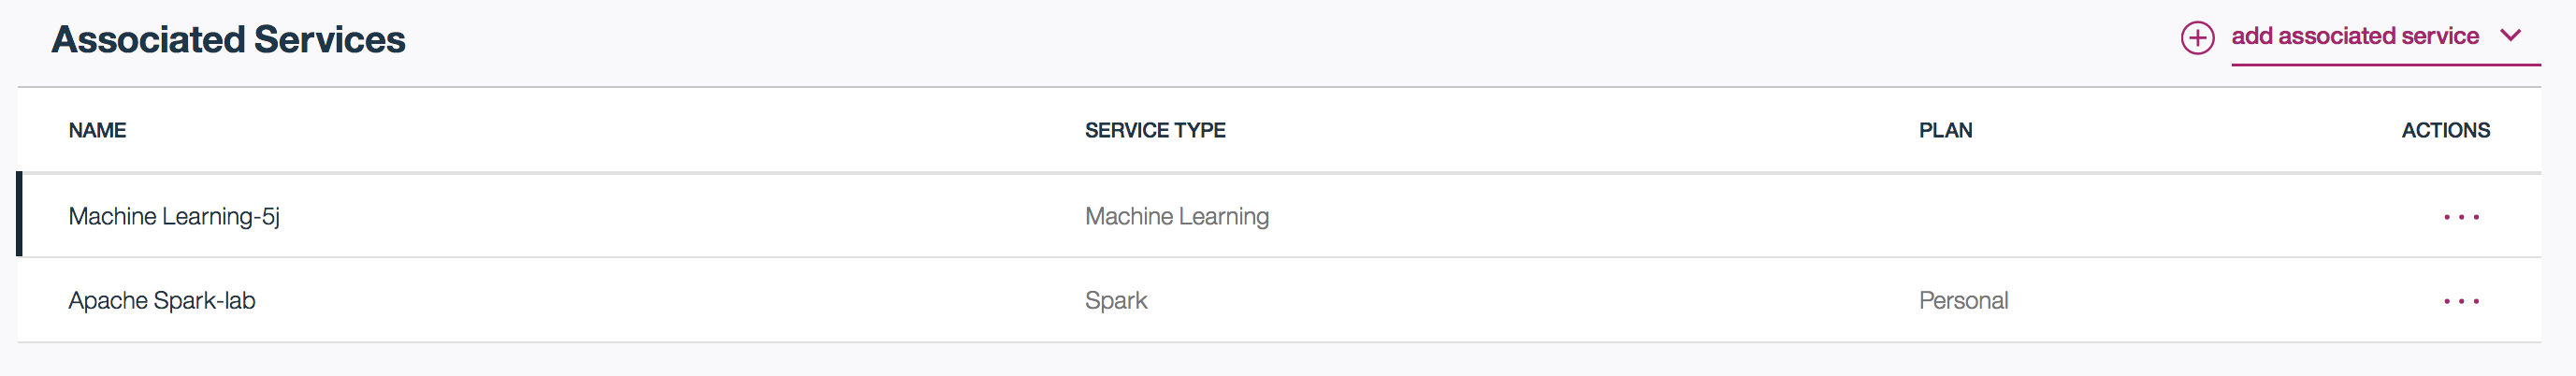 Associated Services
add associated service
NAME SERVICE TYPE PLAN ACTIONS
Machine Learning-5j Machine Learning
Apache Spark-lab Spark Personal